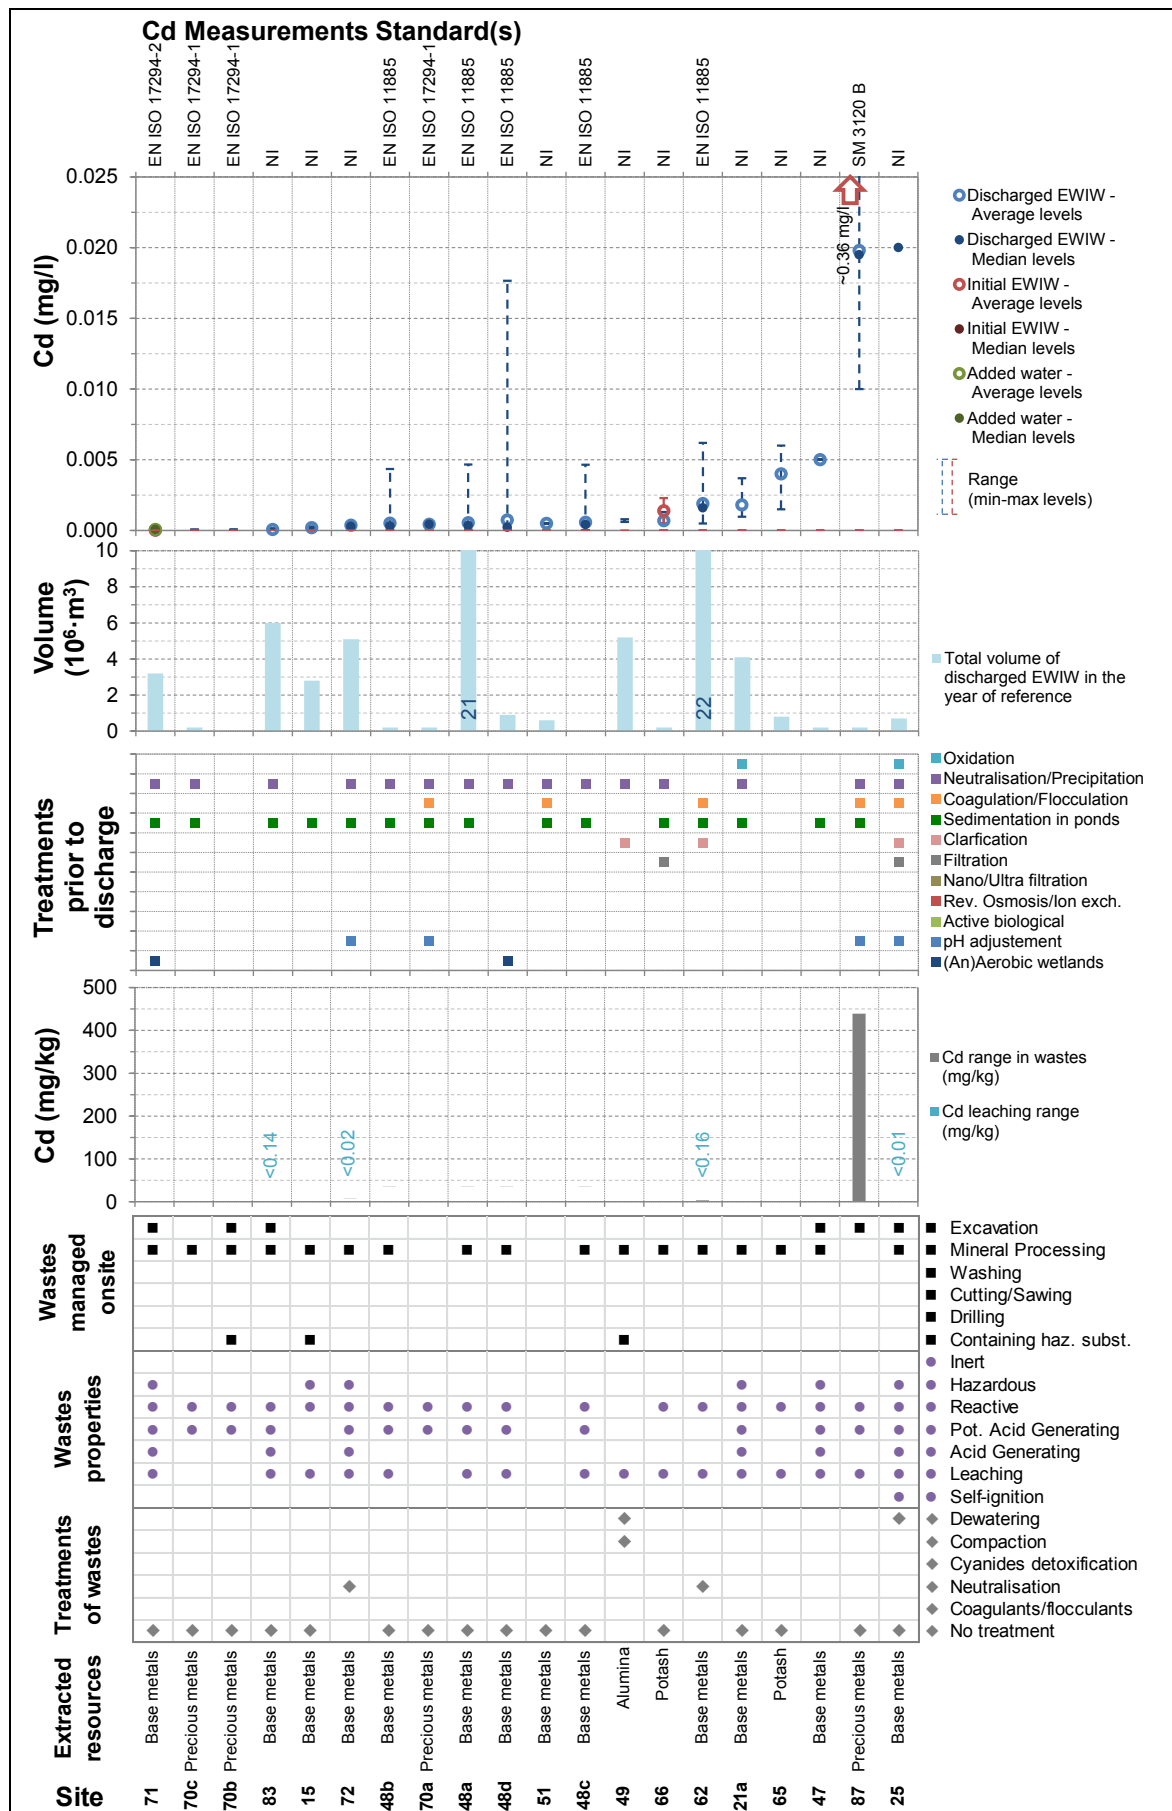 Cd Measurements Standard(s)
EN ISO 17294-2
EN ISO 17294-1
EN ISO 17294-1
NI
NI
NI
EN ISO 11885
EN ISO 17294-1
EN ISO 11885
EN ISO 11885
NI
EN ISO 11885
NI
NI
EN ISO 11885
NI
NI
NI
SM 3120 B
NI
Cd (mg/l)
0.025
0.020
0.015
0.010
0.005
0.000
~0.36 mg/l
Discharged EWIW -
Average levels
Discharged EWIW -
Median levels
Initial EWIW -
Average levels
Initial EWIW -
Median levels
Added water -
Average levels
Added water -
Median levels
Range
(min-max levels)
Volume
(10⁶·m³)
10
8
6
4
2
0
21
22
Total volume of
discharged EWIW in the
year of reference
Treatments
prior to
discharge
Oxidation
Neutralisation/Precipitation
Coagulation/Flocculation
Sedimentation in ponds
Clarfication
Filtration
Nano/Ultra filtration
Rev. Osmosis/Ion exch.
Active biological
pH adjustement
(An)Aerobic wetlands
Cd (mg/kg)
500
400
300
200
100
0
<0.14
<0.02
<0.16
<0.01
Cd range in wastes
(mg/kg)
Cd leaching range
(mg/kg)
Wastes
managed
onsite
Excavation
Mineral Processing
Washing
Cutting/Sawing
Drilling
Containing haz. subst.
Wastes
properties
Inert
Hazardous
Reactive
Pot. Acid Generating
Acid Generating
Leaching
Self-ignition
Treatments
of wastes
Dewatering
Compaction
Cyanides detoxification
Neutralisation
Coagulants/flocculants
No treatment
Extracted
resources
Base metals
Precious metals
Precious metals
Base metals
Base metals
Base metals
Base metals
Precious metals
Base metals
Base metals
Base metals
Base metals
Alumina
Potash
Base metals
Base metals
Potash
Base metals
Precious metals
Base metals
Site
71
70c
70b
83
15
72
48b
70a
48a
48d
51
48c
49
66
62
21a
65
47
87
25